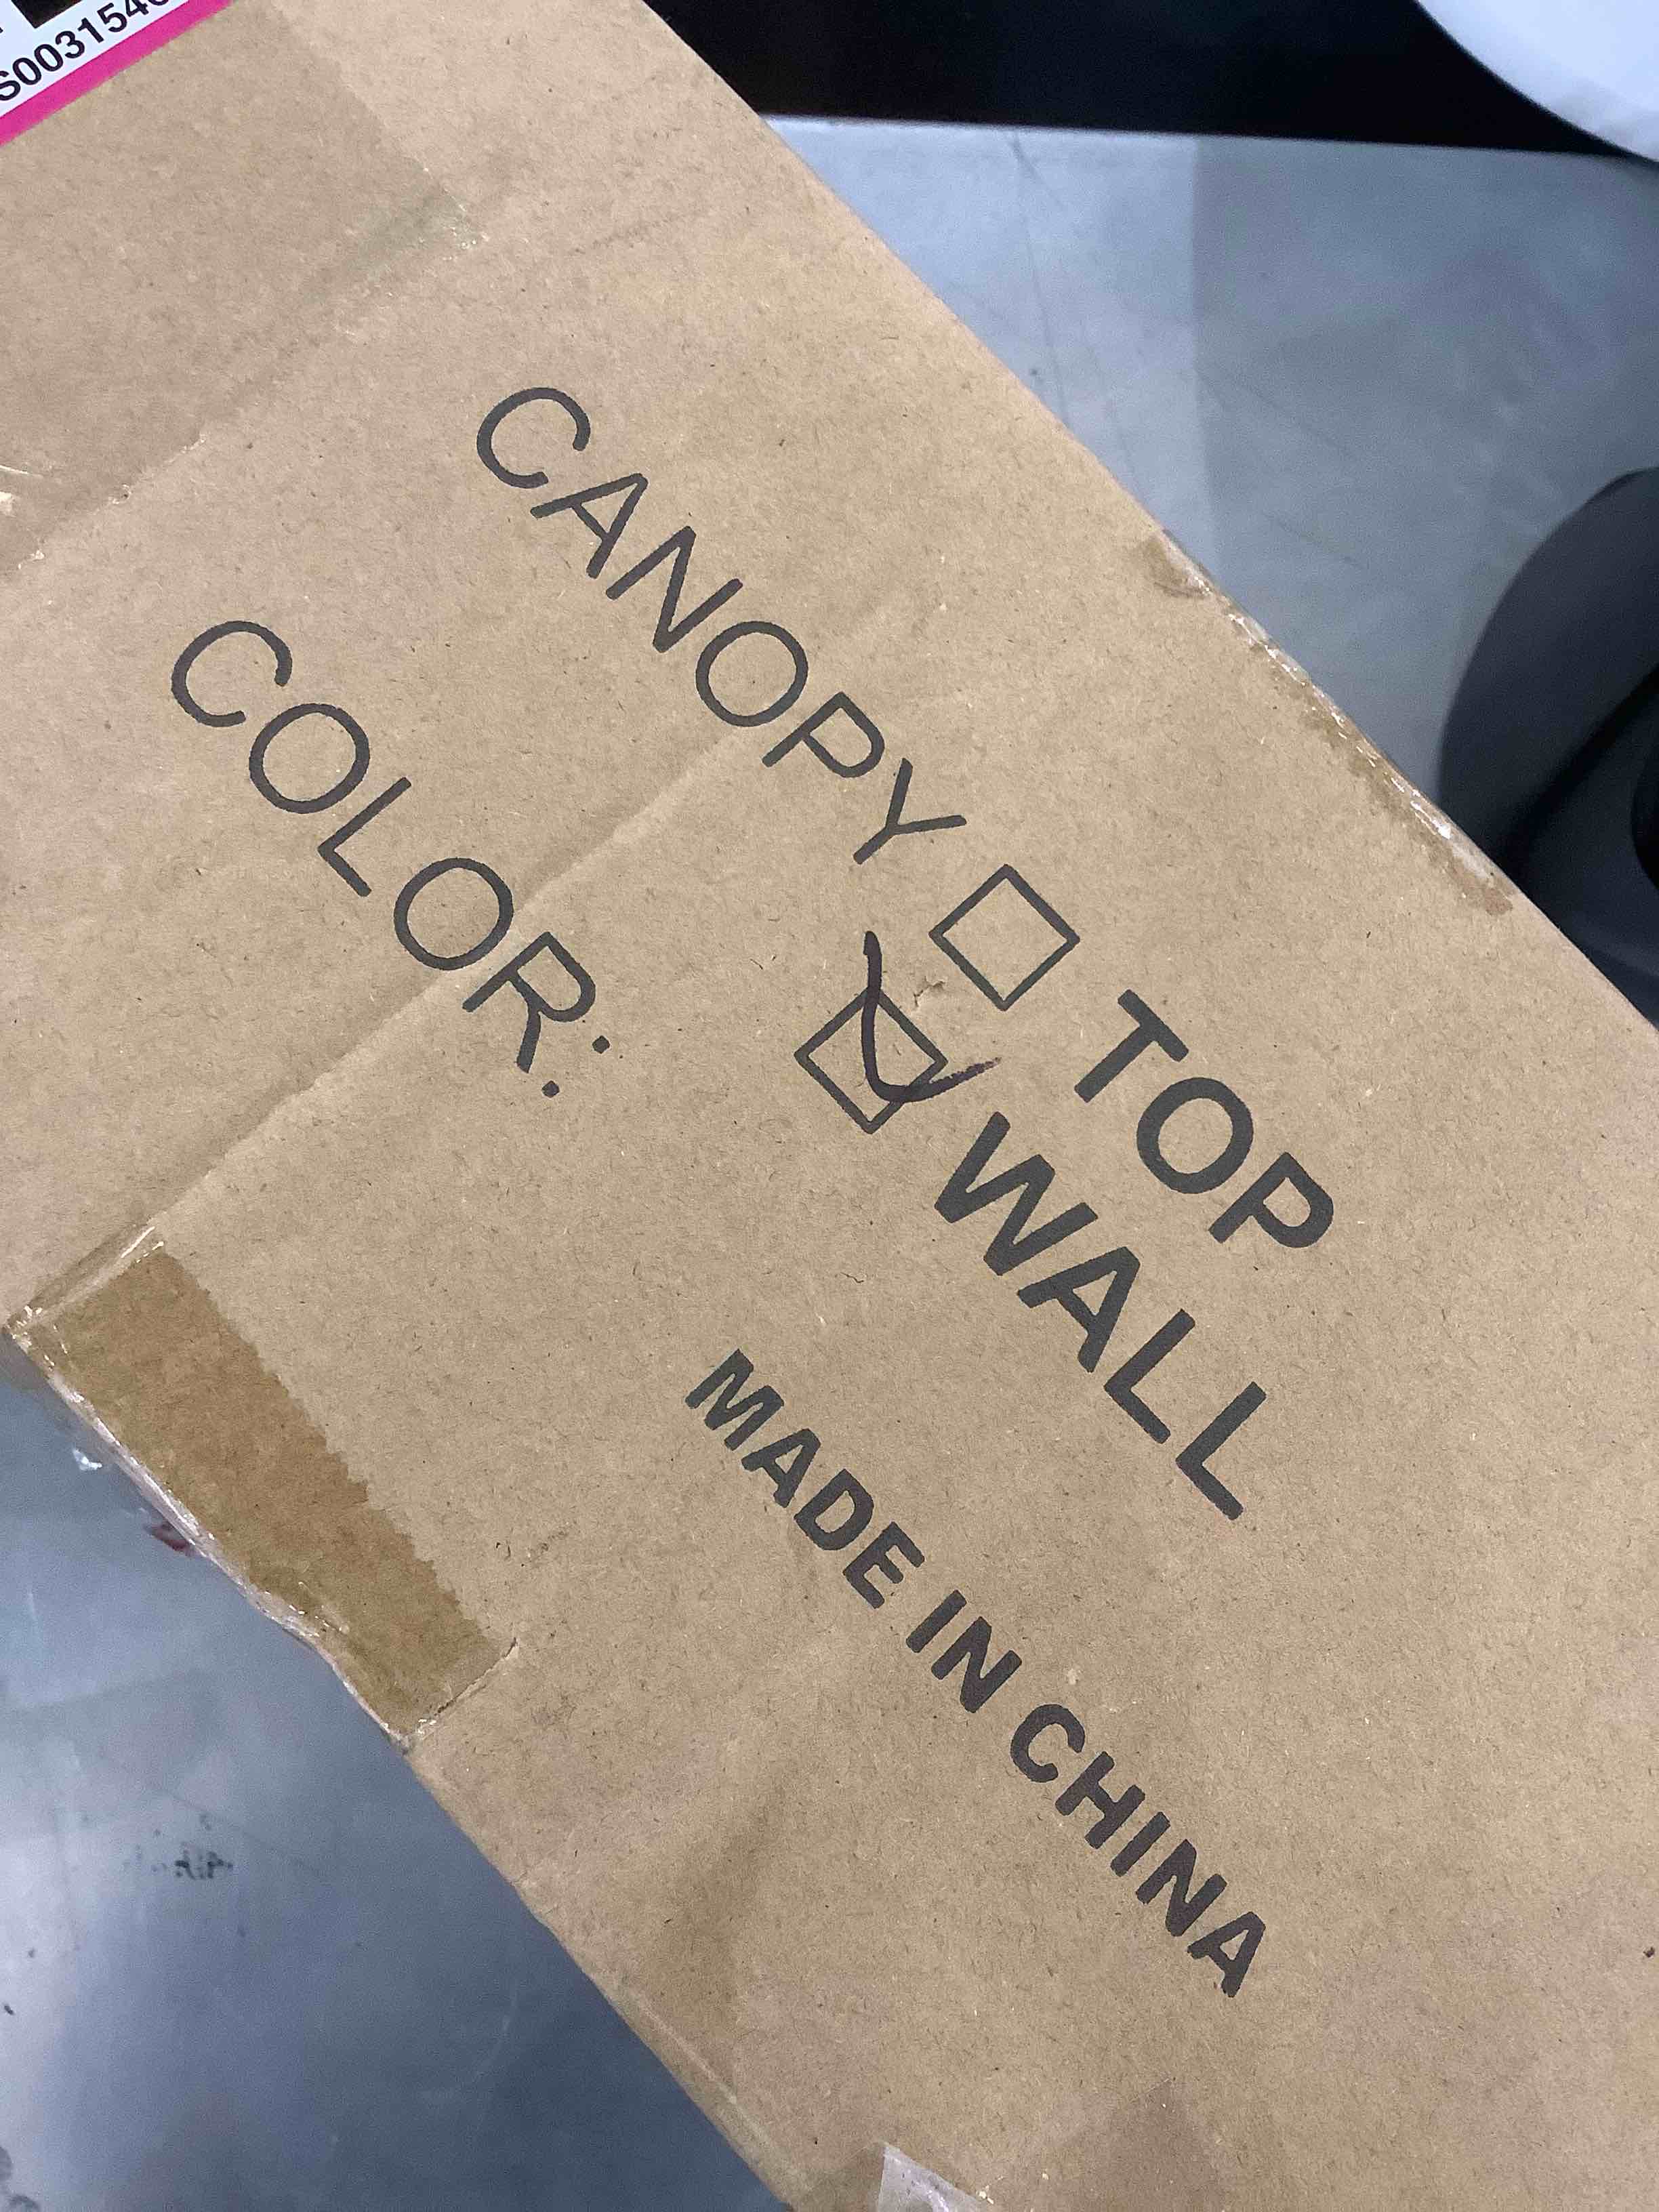 CANOPY ☐ TOP
☑ WALL
COLOR:
MADE IN CHINA